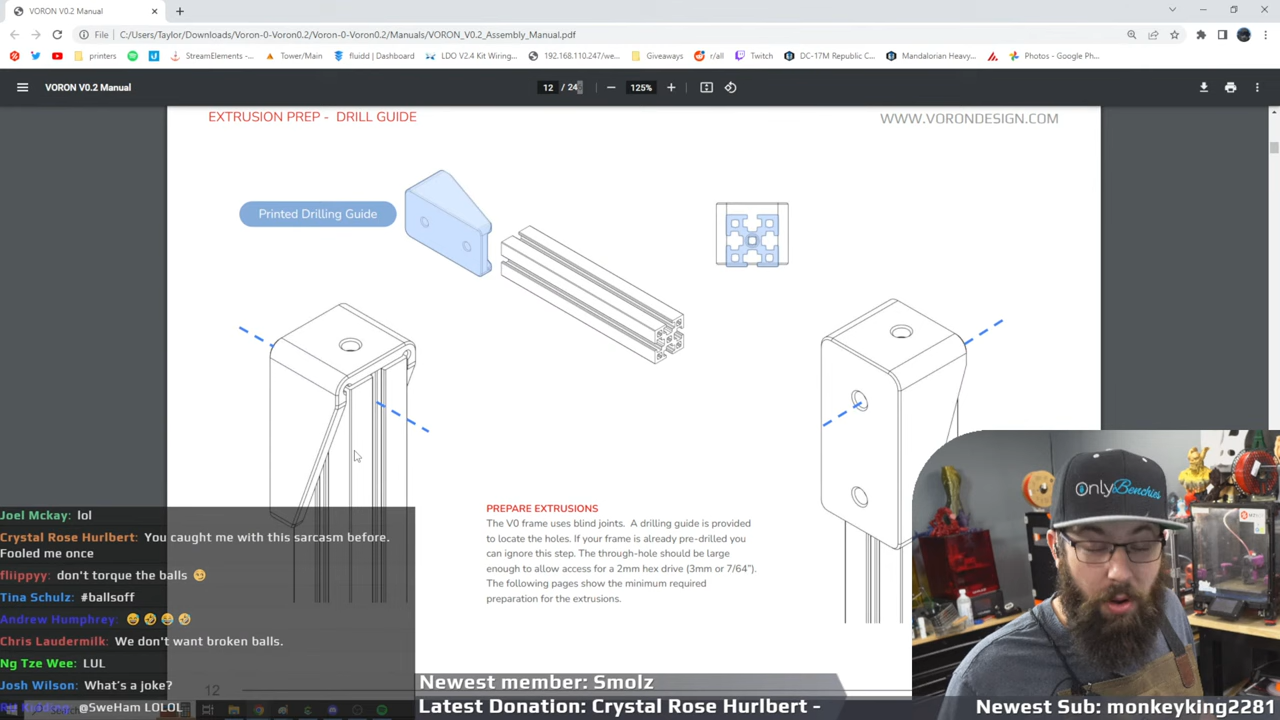 VORON V0.2 Manual
File
C:/Users/Taylor/Downloads/Voron-0-Voron0.2/Voron-0-Voron0.2/Manuals/VORON_V0.2_Assembly_Manual.pdf
printers
StreamElements -...
Tower/Main
fluidd | Dashboard
LDO V2.4 Kit Wiring...
192.168.110.247/we...
Giveaways
r/all
Twitch
DC-17M Republic C...
Mandalorian Heavy...
Photos - Google Ph...
VORON V0.2 Manual
12 / 24
125%
EXTRUSION PREP - DRILL GUIDE
WWW.VORONDESIGN.COM
Printed Drilling Guide
PREPARE EXTRUSIONS
The V0 frame uses blind joints. A drilling guide is provided
to locate the holes. If your frame is already pre-drilled you
can ignore this step. The through-hole should be large
enough to allow access for a 2mm hex drive (3mm or 7/64”).
The following pages show the minimum required
preparation for the extrusions.
12
OnlyBenchies
Joel Mckay: lol
Crystal Rose Hurlbert: You caught me with this sarcasm before.
Fooled me once
fliippyy: don't torque the balls 😉
Tina Schulz: #ballsoff
Andrew Humphrey: 😅🤣😂🤣
Chris Laudermilk: We don't want broken balls.
Ng Tze Wee: LUL
Josh Wilson: What's a joke?
@SweHam LOLOL
Newest member: Smolz
Latest Donation: Crystal Rose Hurlbert -
Newest Sub: monkeyking2281